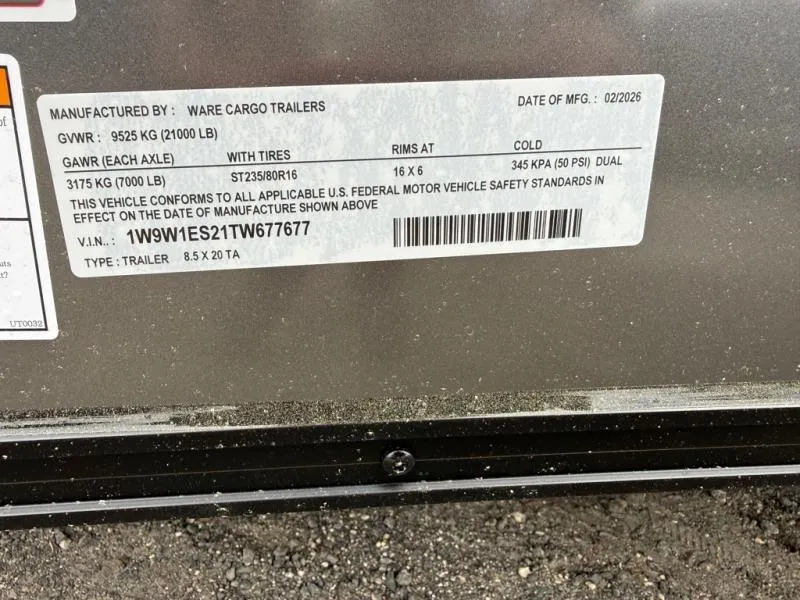 MANUFACTURED BY : WARE CARGO TRAILERS DATE OF MFG. : 02/2026
GVWR : 9525 KG (21000 LB)
GAWR (EACH AXLE) WITH TIRES RIMS AT COLD
3175 KG (7000 LB) ST235/80R16 16 X 6 345 KPA (50 PSI) DUAL
THIS VEHICLE CONFORMS TO ALL APPLICABLE U.S. FEDERAL MOTOR VEHICLE SAFETY STANDARDS IN
EFFECT ON THE DATE OF MANUFACTURE SHOWN ABOVE
V.I.N.. : 1W9W1ES21TW677677
TYPE : TRAILER 8.5 X 20 TA
of
?
UT0032